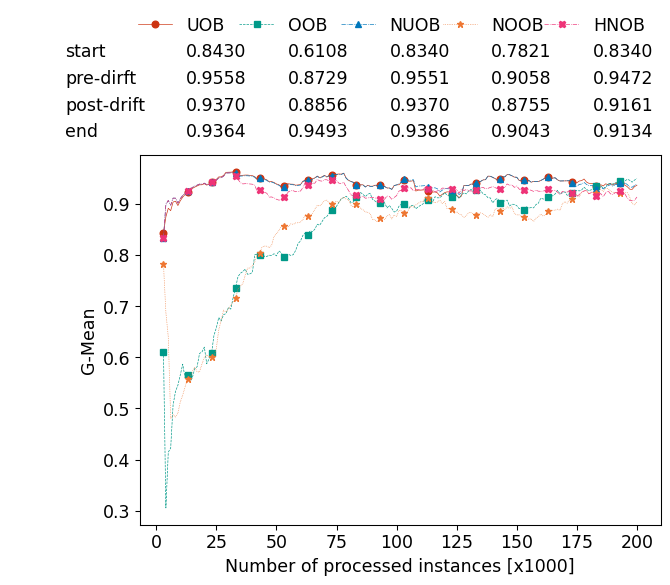 UOB OOB NUOB NOOB HNOB
start 0.8430 0.6108 0.8340 0.7821 0.8340
pre-dirft 0.9558 0.8729 0.9551 0.9058 0.9472
post-drift 0.9370 0.8856 0.9370 0.8755 0.9161
end 0.9364 0.9493 0.9386 0.9043 0.9134
0.9
0.8
0.7
0.6
0.5
0.4
0.3
G-Mean
0 25 50 75 100 125 150 175 200
Number of processed instances [x1000]